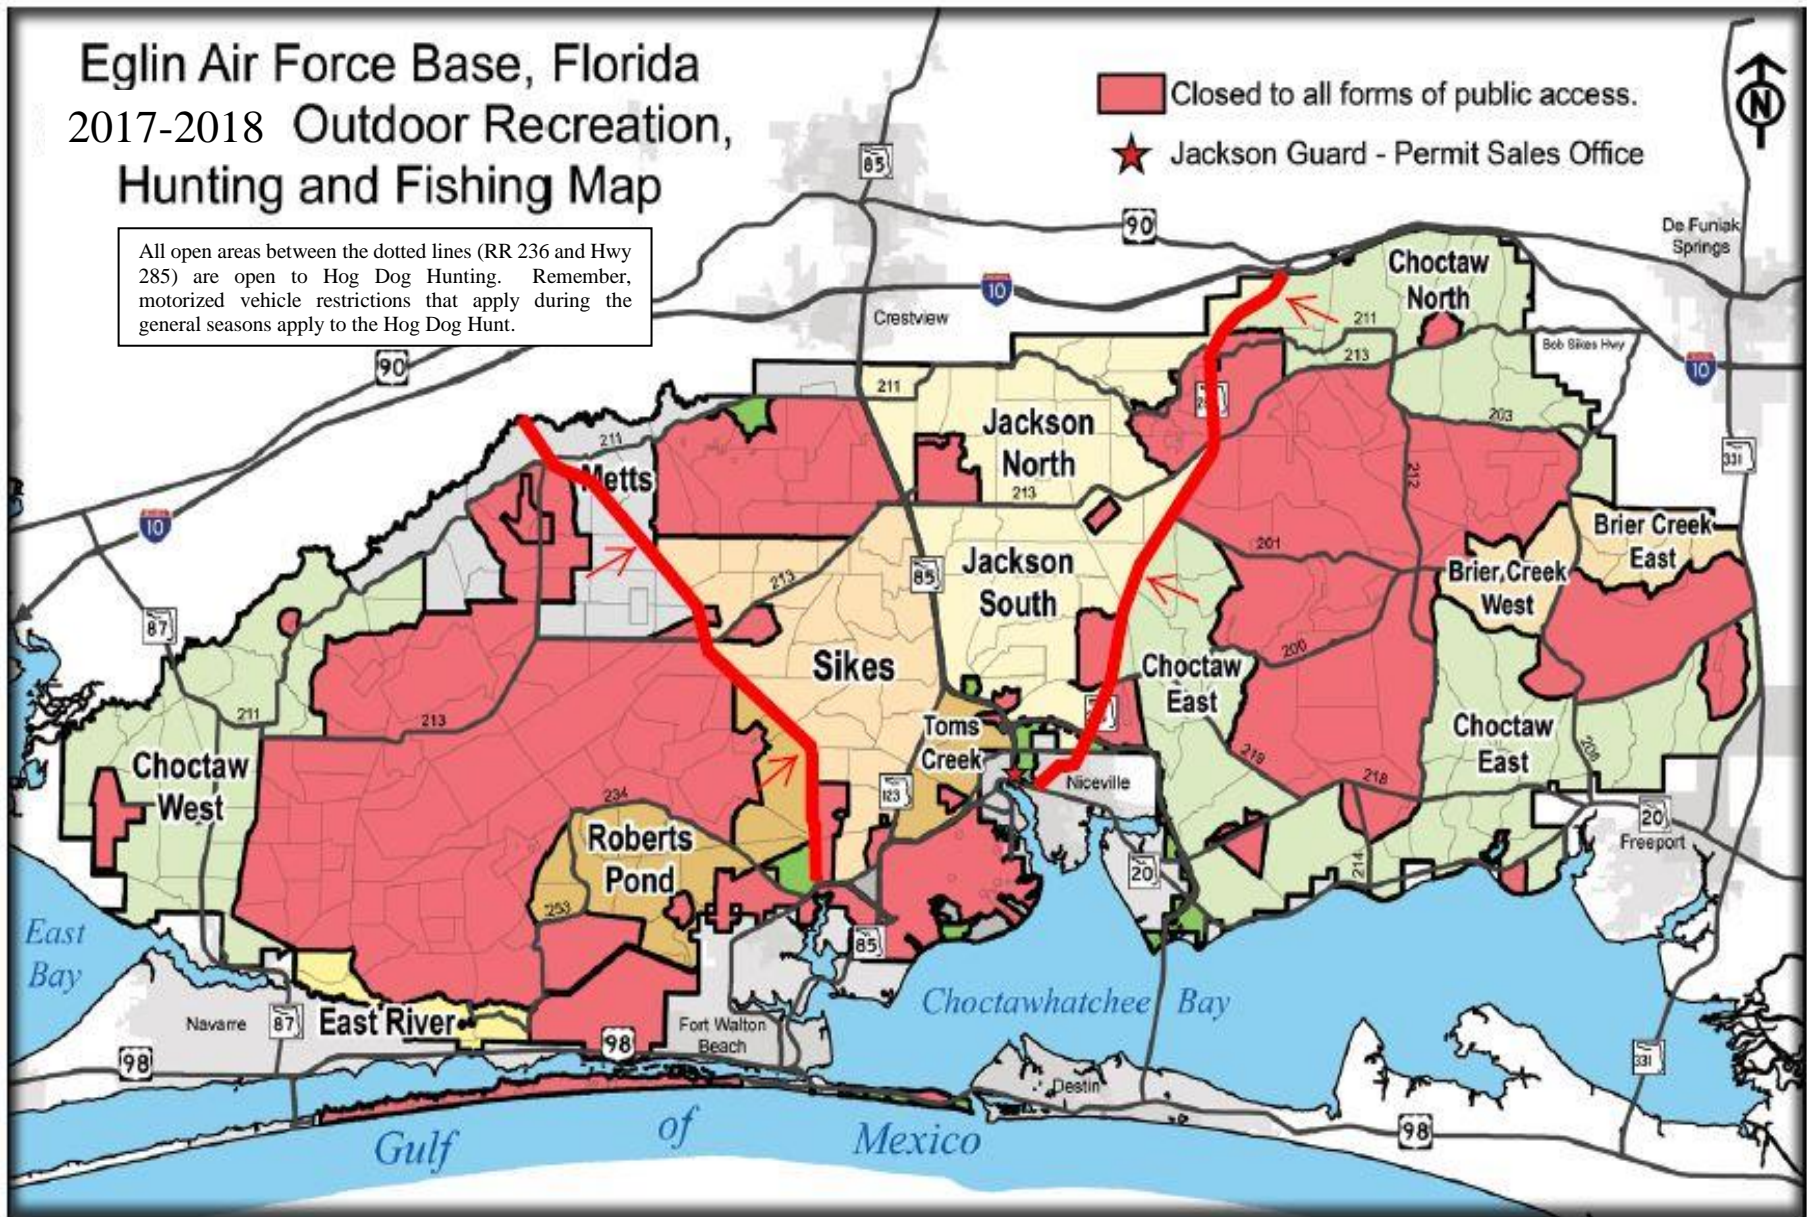 Eglin Air Force Base, Florida
2017-2018 Outdoor Recreation,
Hunting and Fishing Map
All open areas between the dotted lines (RR 236 and Hwy
285) are open to Hog Dog Hunting. Remember,
motorized vehicle restrictions that apply during the
general seasons apply to the Hog Dog Hunt.
Closed to all forms of public access.
Jackson Guard - Permit Sales Office
N
85
90
De Funiak
Springs
10
Crestview
Choctaw
North
211
213
Bob Sikes Hwy
10
90
211
203
Jackson
North
213
211
Metts
331
212
10
Brier Creek
East
201
Brier Creek
West
Jackson
South
85
213
87
200
Sikes
Choctaw
East
211
213
Toms
Creek
Choctaw
East
219
218
208
Choctaw
West
Niceville
123
234
20
Freeport
Roberts
Pond
20
214
253
85
East
Bay
Choctawhatchee Bay
Navarre
87
East River
Fort Walton
Beach
98
98
331
Destin
98
Gulf of Mexico